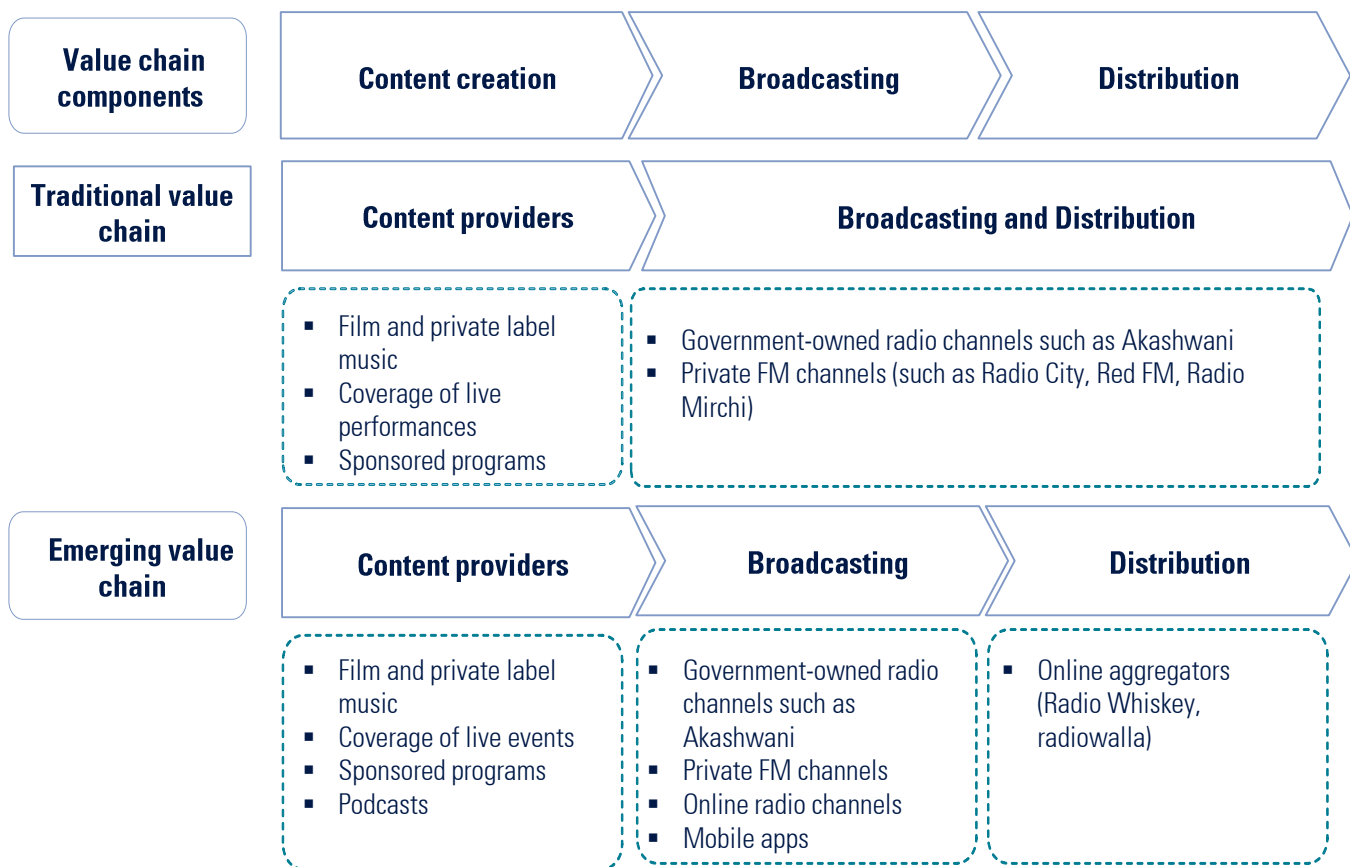 Value chain
components
Content creation
Broadcasting
Distribution
Traditional value
chain
Content providers
Broadcasting and Distribution
▪ Film and private label
music
▪ Coverage of live
performances
▪ Sponsored programs
▪ Government-owned radio channels such as Akashwani
▪ Private FM channels (such as Radio City, Red FM, Radio
Mirchi)
Emerging value
chain
Content providers
Broadcasting
Distribution
▪ Film and private label
music
▪ Coverage of live events
▪ Sponsored programs
▪ Podcasts
▪ Government-owned radio
channels such as
Akashwani
▪ Private FM channels
▪ Online radio channels
▪ Mobile apps
▪ Online aggregators
(Radio Whiskey,
radiowalla)